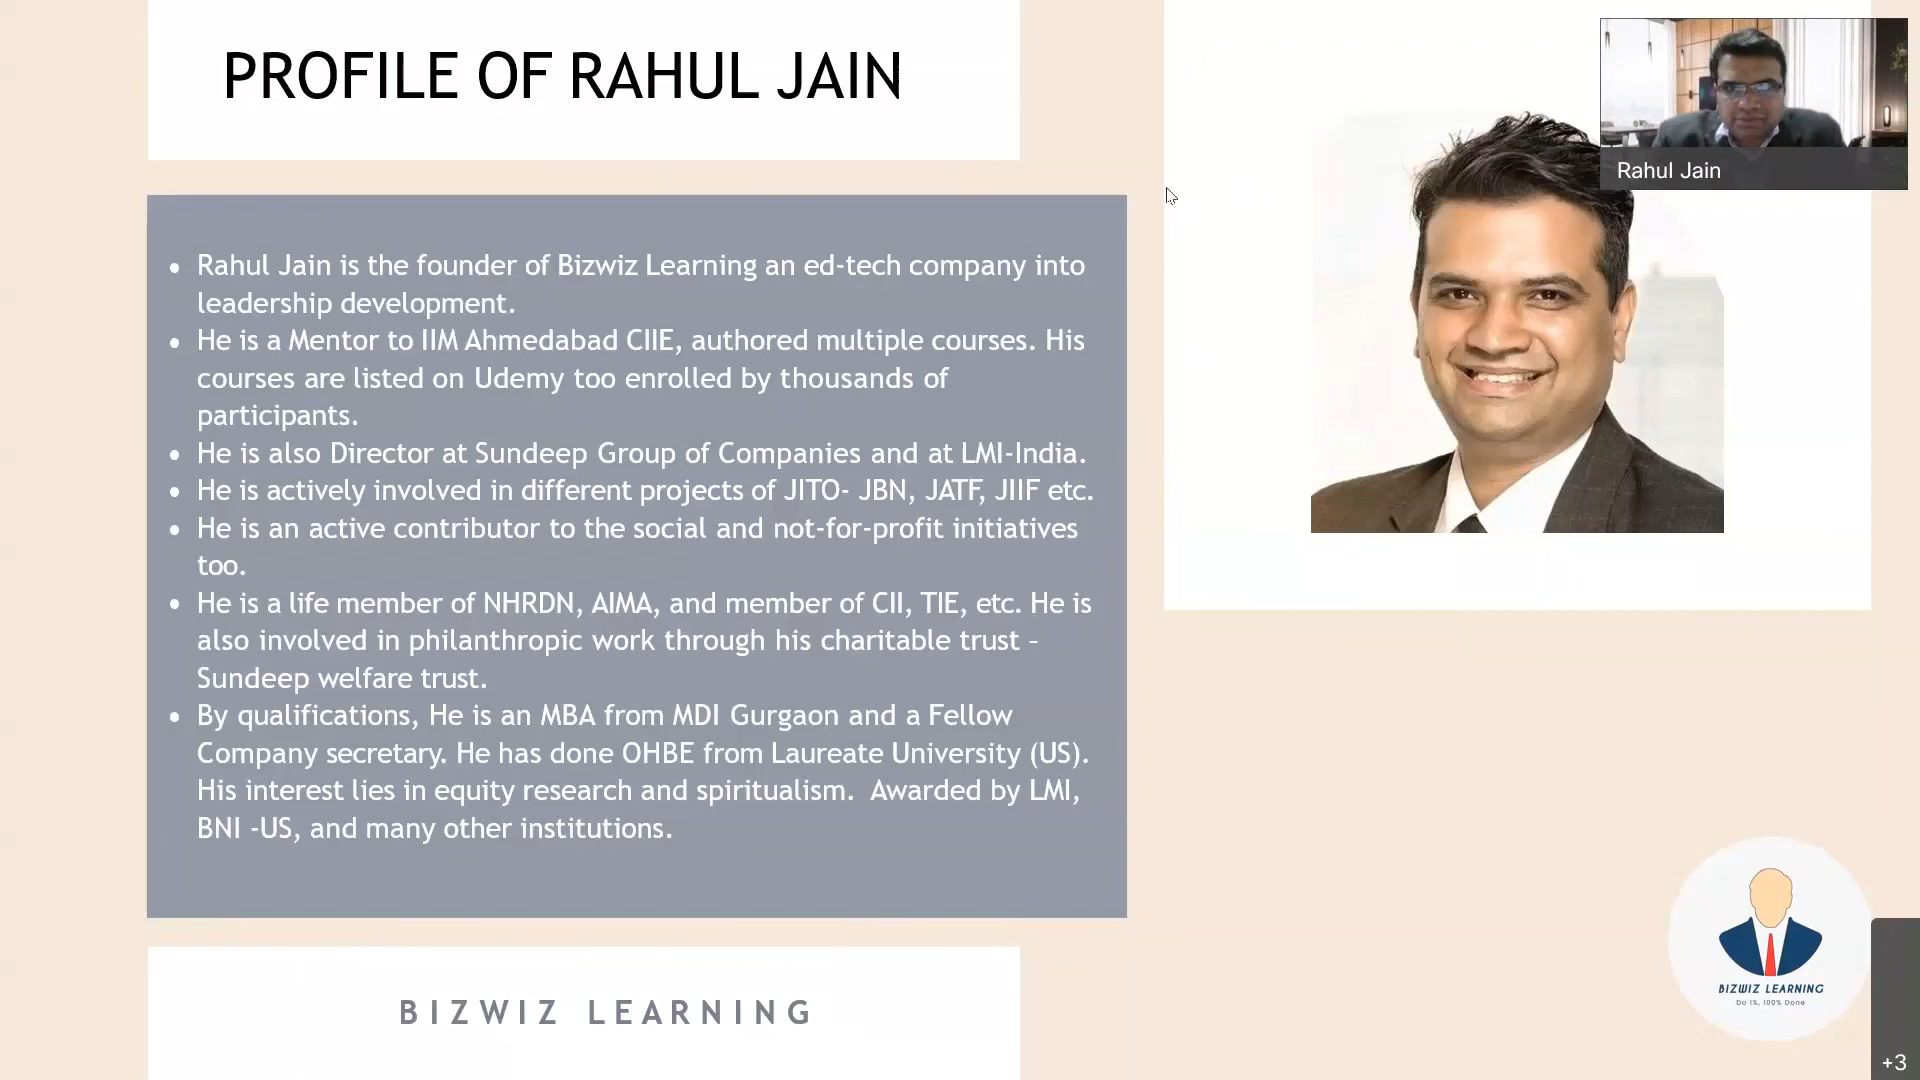 PROFILE OF RAHUL JAIN
Rahul Jain
• Rahul Jain is the founder of Bizwiz Learning an ed-tech company into
leadership development.
• He is a Mentor to IIM Ahmedabad CIIE, authored multiple courses. His
courses are listed on Udemy too enrolled by thousands of
participants.
• He is also Director at Sundeep Group of Companies and at LMI-India.
• He is actively involved in different projects of JITO- JBN, JATF, JIIF etc.
• He is an active contributor to the social and not-for-profit initiatives
too.
• He is a life member of NHRDN, AIMA, and member of CII, TIE, etc. He is
also involved in philanthropic work through his charitable trust –
Sundeep welfare trust.
• By qualifications, He is an MBA from MDI Gurgaon and a Fellow
Company secretary. He has done OHBE from Laureate University (US).
His interest lies in equity research and spiritualism.  Awarded by LMI,
BNI -US, and many other institutions.
BIZWIZ LEARNING
BIZWIZ LEARNING
Do 1%, 100% Done
+3